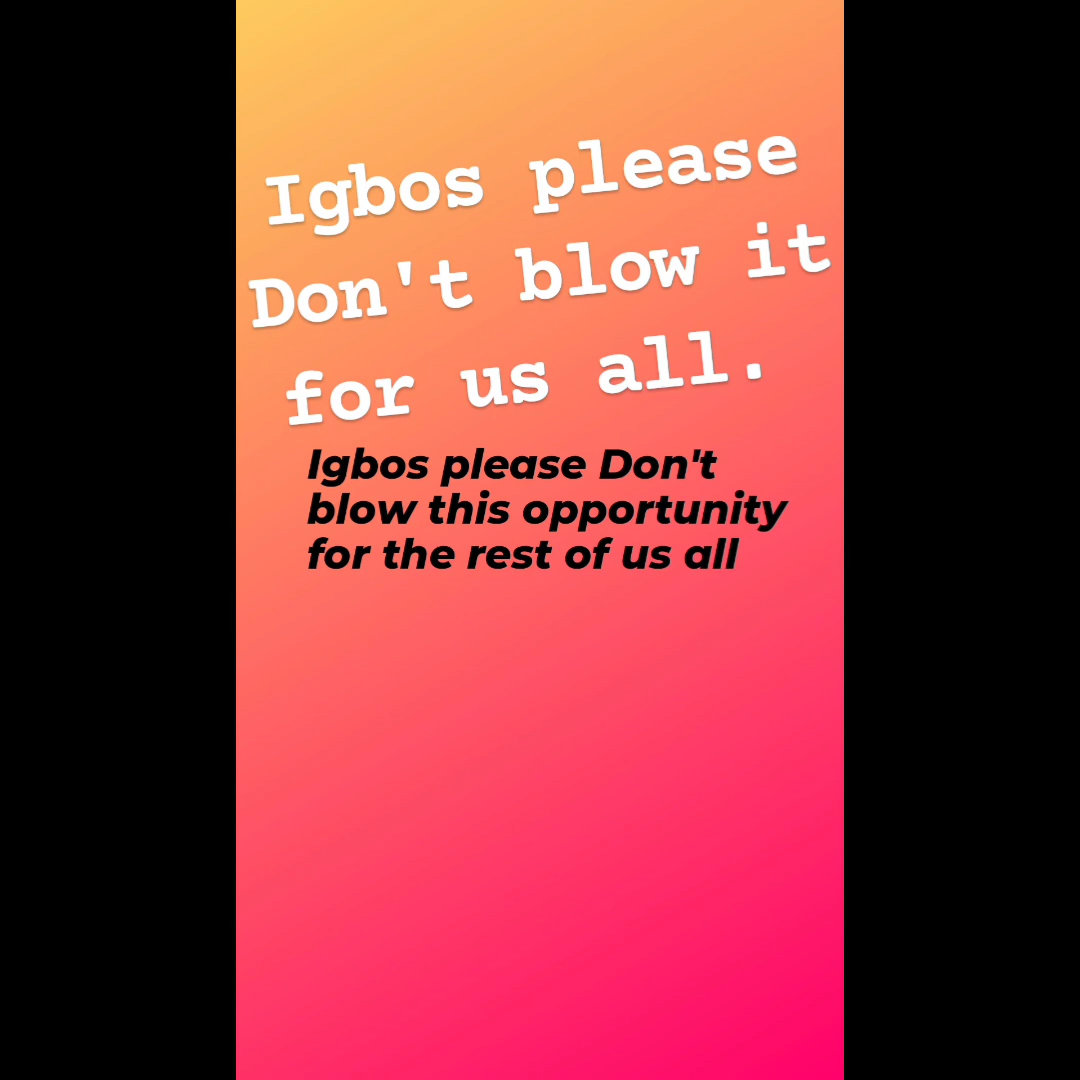 Igbos please
Don't blow it
for us all.
Igbos please Don't
blow this opportunity
for the rest of us all